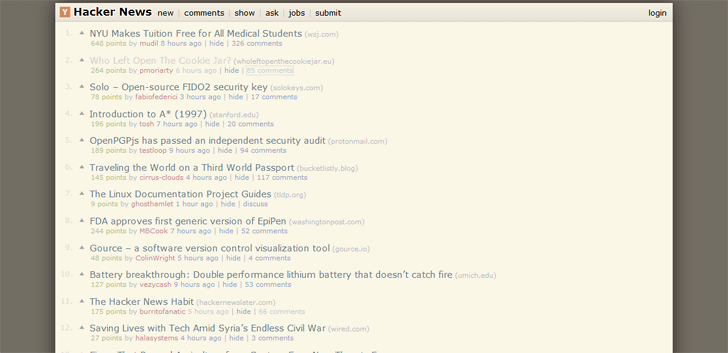 Y Hacker News new | comments | show | ask | jobs | submit login
1. NYU Makes Tuition Free for All Medical Students (wsj.com)
648 points by mudil 8 hours ago | hide | 326 comments
2. Who Left Open The Cookie Jar? (wholeftopenthecookiejar.eu)
264 points by pmoriarty 6 hours ago | hide | 85 comments
3. Solo – Open-source FIDO2 security key (solokeys.com)
78 points by fabiofederici 3 hours ago | hide | 17 comments
4. Introduction to A* (1997) (stanford.edu)
196 points by tosh 7 hours ago | hide | 20 comments
5. OpenPGPjs has passed an independent security audit (protonmail.com)
189 points by testloop 9 hours ago | hide | 94 comments
6. Traveling the World on a Third World Passport (bucketlistly.blog)
145 points by cirrus-clouds 4 hours ago | hide | 117 comments
7. The Linux Documentation Project Guides (tldp.org)
9 points by ghosthamlet 1 hour ago | hide | discuss
8. FDA approves first generic version of EpiPen (washingtonpost.com)
221 points by MBCook 7 hours ago | hide | 52 comments
9. Gource – a software version control visualization tool (gource.io)
48 points by ColinWright 5 hours ago | hide | 4 comments
10. Battery breakthrough: Double performance lithium battery that doesn't catch fire (umich.edu)
127 points by vezycash 9 hours ago | hide | 53 comments
11. The Hacker News Habit (hackernewsleter.com)
175 points by burritofanatic 5 hours ago | hide | 66 comments
12. Saving Lives with Tech Amid Syria's Endless Civil War (wired.com)
27 points by halasystems 4 hours ago | hide | 3 comments